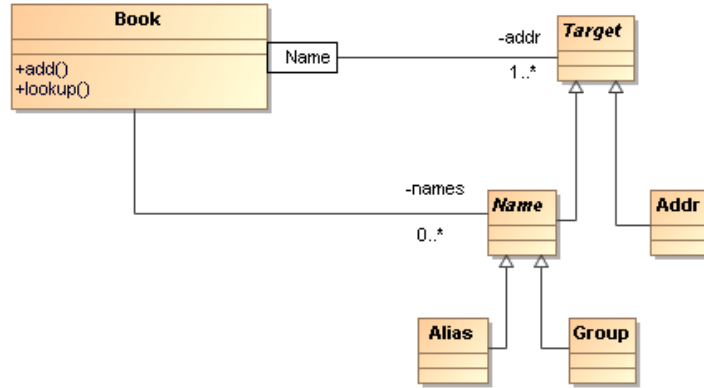 Book
+add()
+lookup()
Name
-addr
1..*
Target
-names
0..*
Name
Addr
Alias
Group